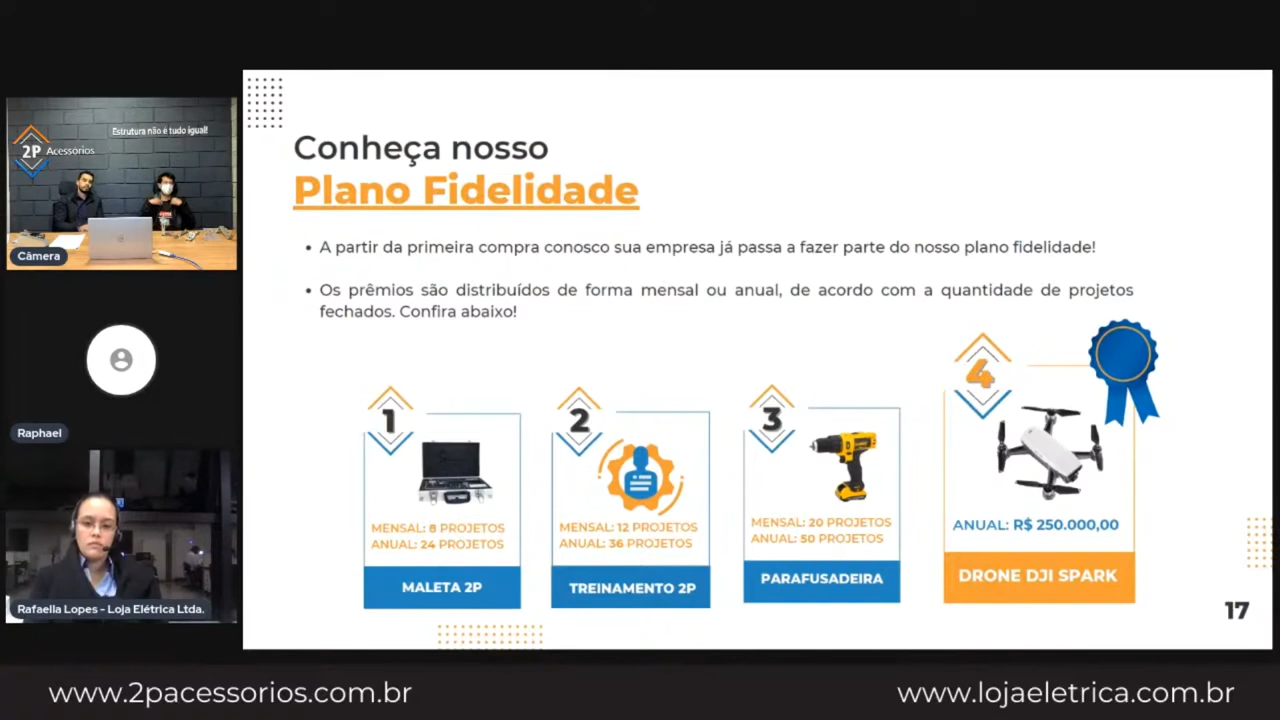 Estrutura não é tudo igual!
2P Acessórios
Câmera
Raphael
Rafaella Lopes - Loja Elétrica Ltda.
Conheça nosso
Plano Fidelidade
• A partir da primeira compra conosco sua empresa já passa a fazer parte do nosso plano fidelidade!
• Os prêmios são distribuídos de forma mensal ou anual, de acordo com a quantidade de projetos
fechados. Confira abaixo!
1
MENSAL: 8 PROJETOS
ANUAL: 24 PROJETOS
MALETA 2P
2
MENSAL: 12 PROJETOS
ANUAL: 36 PROJETOS
TREINAMENTO 2P
3
MENSAL: 20 PROJETOS
ANUAL: 50 PROJETOS
PARAFUSADEIRA
4
ANUAL: R$ 250.000,00
DRONE DJI SPARK
17
www.2pacessorios.com.br
www.lojaeletrica.com.br